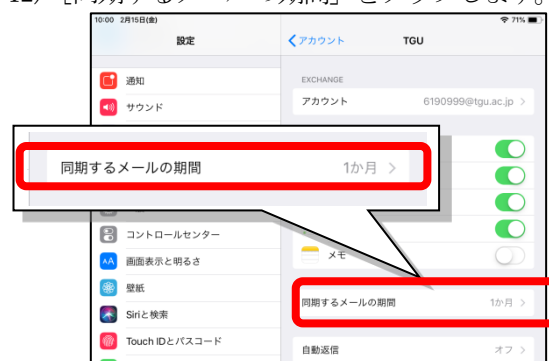 10:00 2月15日(金)
71%
設定
アカウント
TGU
通知
サウンド
EXCHANGE
アカウント 6190999@tgu.ac.jp
同期するメールの期間 1か月
コントロールセンター
画面表示と明るさ
メモ
壁紙
Siriと検索
同期するメールの期間 1か月
Touch IDとパスコード
自動返信 オフ